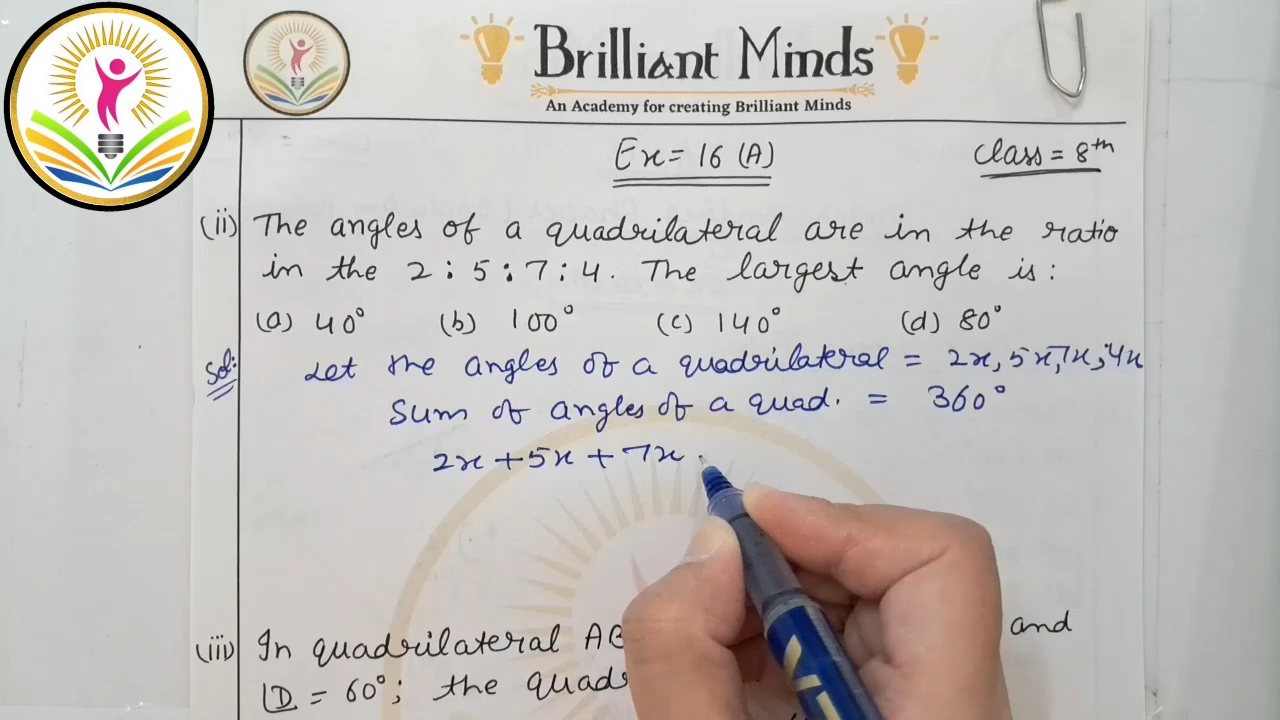 Brilliant Minds
An Academy for creating Brilliant Minds
Ex = 16 (A)
Class = 8th
(ii) The angles of a quadrilateral are in the ratio
in the 2 : 5 : 7 : 4. The largest angle is :
(a) 40° (b) 100° (c) 140° (d) 80°
Sol: Let the angles of a quadrilateral = 2x, 5x, 7x, 4x
Sum of angles of a quad. = 360°
2x + 5x + 7x
(iii) In quadrilateral AB and
∠D = 60°; the quad